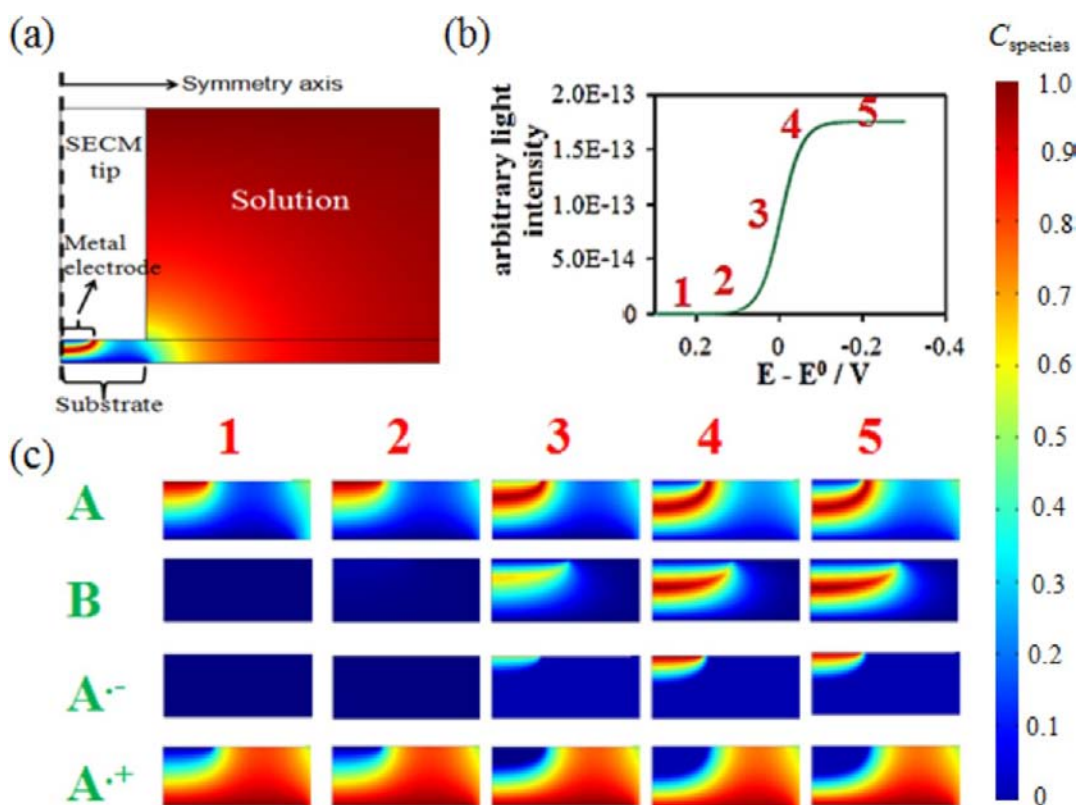 (a)
Symmetry axis
SECM
tip
Solution
Metal
electrode
Substrate
(b)
arbitrary light
intensity
2.0E-13
1.5E-13
1.0E-13
5.0E-14
0
1
2
3
4
5
0.2
0
-0.2
-0.4
E - E⁰ / V
Cspecies
1.0
0.9
0.8
0.7
0.6
0.5
0.4
0.3
0.2
0.1
0
(c)
1 2 3 4 5
A
B
A·-
A·+